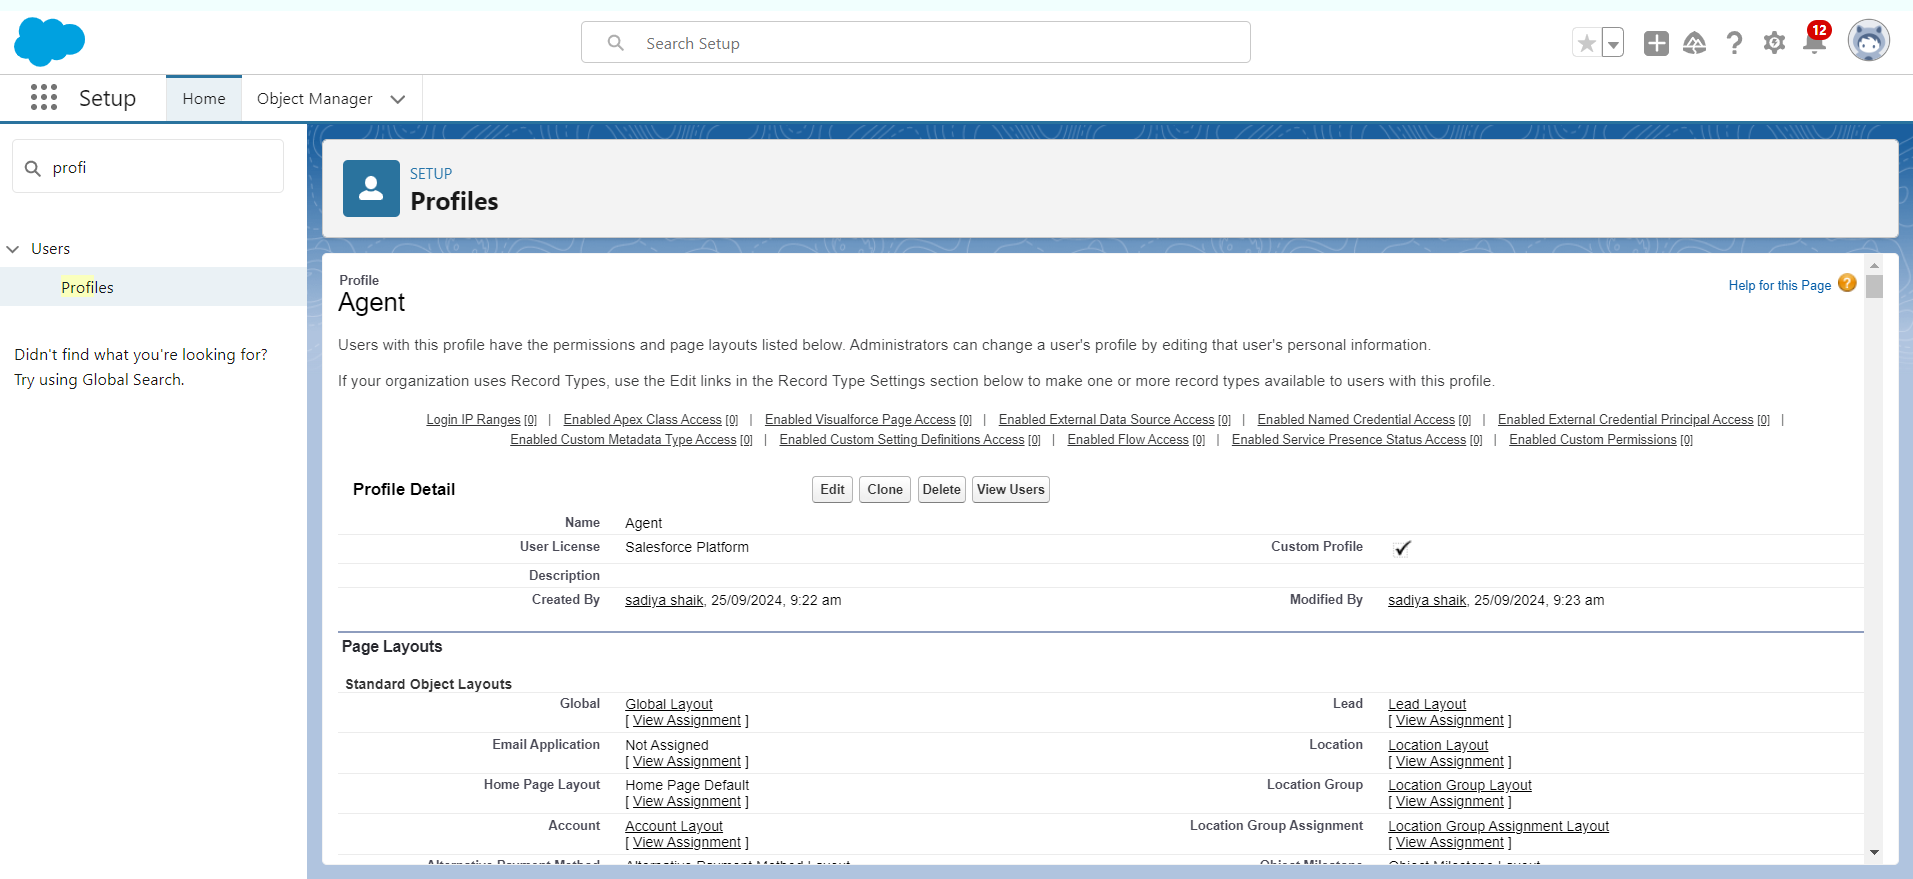 Search Setup
12
Setup
Home
Object Manager
profi
Users
Profiles
Didn't find what you're looking for?
Try using Global Search.
SETUP
Profiles
Profile
Agent
Help for this Page ?
Users with this profile have the permissions and page layouts listed below. Administrators can change a user's profile by editing that user's personal information.
If your organization uses Record Types, use the Edit links in the Record Type Settings section below to make one or more record types available to users with this profile.
Login IP Ranges [0] | Enabled Apex Class Access [0] | Enabled Visualforce Page Access [0] | Enabled External Data Source Access [0] | Enabled Named Credential Access [0] | Enabled External Credential Principal Access [0] |
Enabled Custom Metadata Type Access [0] | Enabled Custom Setting Definitions Access [0] | Enabled Flow Access [0] | Enabled Service Presence Status Access [0] | Enabled Custom Permissions [0]
Profile Detail Edit Clone Delete View Users
Name Agent
User License Salesforce Platform Custom Profile ✓
Description
Created By sadiya shaik, 25/09/2024, 9:22 am Modified By sadiya shaik, 25/09/2024, 9:23 am
Page Layouts
Standard Object Layouts
Global Global Layout Lead Lead Layout
[ View Assignment ] [ View Assignment ]
Email Application Not Assigned Location Location Layout
[ View Assignment ] [ View Assignment ]
Home Page Layout Home Page Default Location Group Location Group Layout
[ View Assignment ] [ View Assignment ]
Account Account Layout Location Group Assignment Location Group Assignment Layout
[ View Assignment ] [ View Assignment ]
Alternative Payment Method Alternative Payment Method Layout Object Milestone Object Milestone Layout